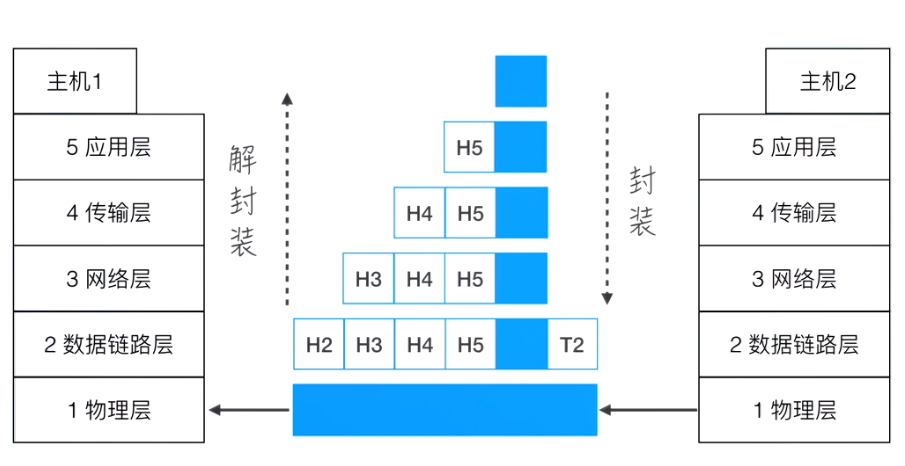 主机1
主机2
5 应用层
H5
5 应用层
解封装
封装
4 传输层
H4 H5
4 传输层
3 网络层
H3 H4 H5
3 网络层
2 数据链路层
H2 H3 H4 H5 T2
2 数据链路层
1 物理层
1 物理层